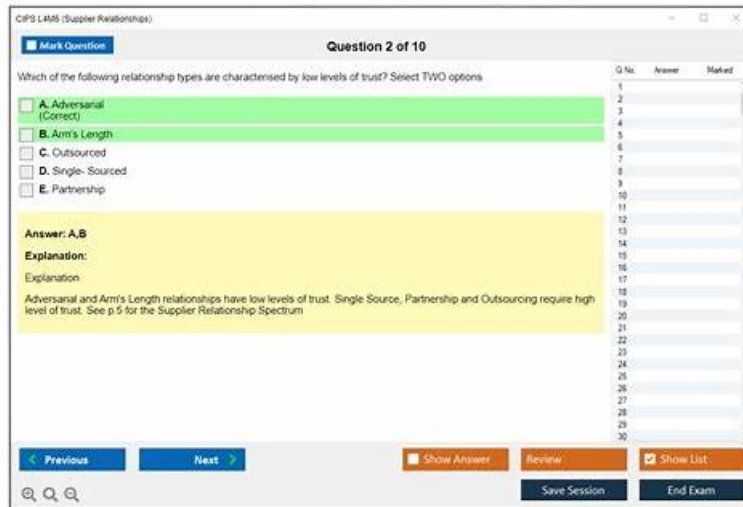 CIPS L4M6 (Supplier Relationships)
Mark Question
Question 2 of 10
Which of the following relationship types are characterised by low levels of trust? Select TWO options
A. Adversarial
(Correct)
B. Arm's Length
C. Outsourced
D. Single- Sourced
E. Partnership
Answer: A,B
Explanation:
Explanation
Adversarial and Arm's Length relationships have low levels of trust. Single Source, Partnership and Outsourcing require high
level of trust. See p 5 for the Supplier Relationship Spectrum
Q No. Answer Marked
1
2
3
4
5
6
7
8
9
10
11
12
13
14
15
16
17
18
19
20
21
22
23
24
25
26
27
28
29
30
Previous
Next
Show Answer
Review
Show List
Save Session
End Exam